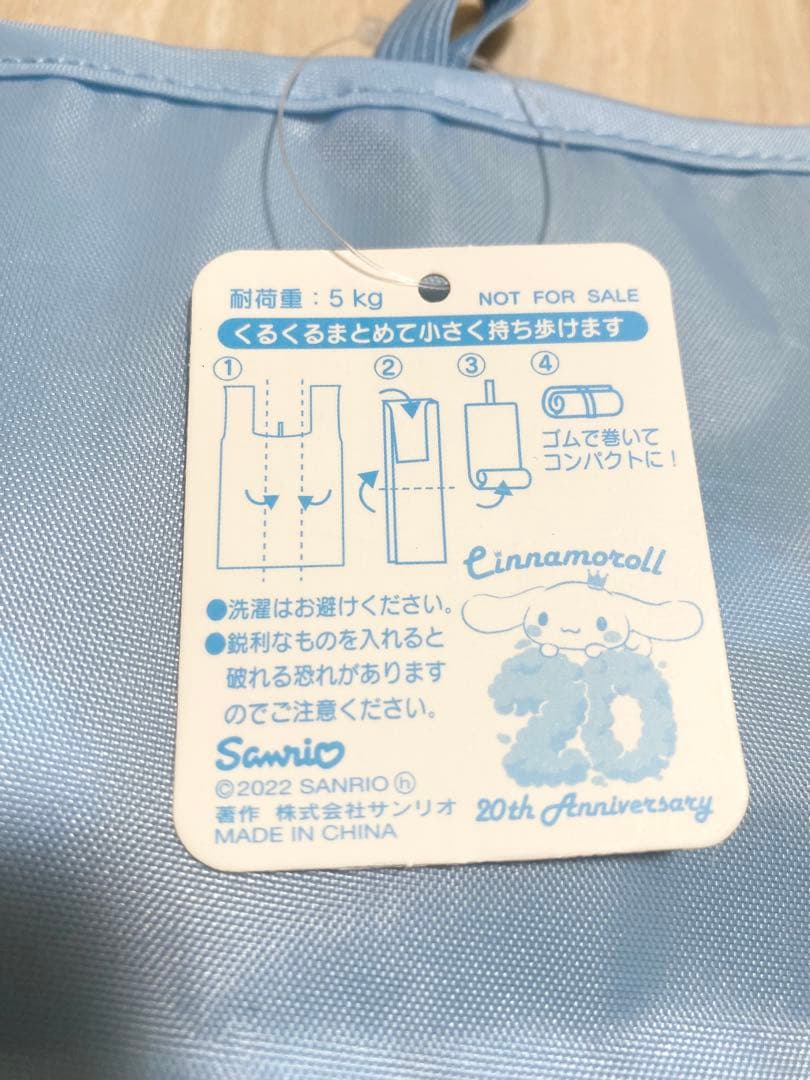 耐荷重：5 kg
NOT FOR SALE
くるくるまとめて小さく持ち歩けます
①
②
③
④
ゴムで巻いて
コンパクトに！
●洗濯はお避けください。
●鋭利なものを入れると
破れる恐れがあります
のでご注意ください。
Cinnamoroll
20
20th Anniversary
Sanrio
©2022 SANRIO ⓗ
著作 株式会社サンリオ
MADE IN CHINA